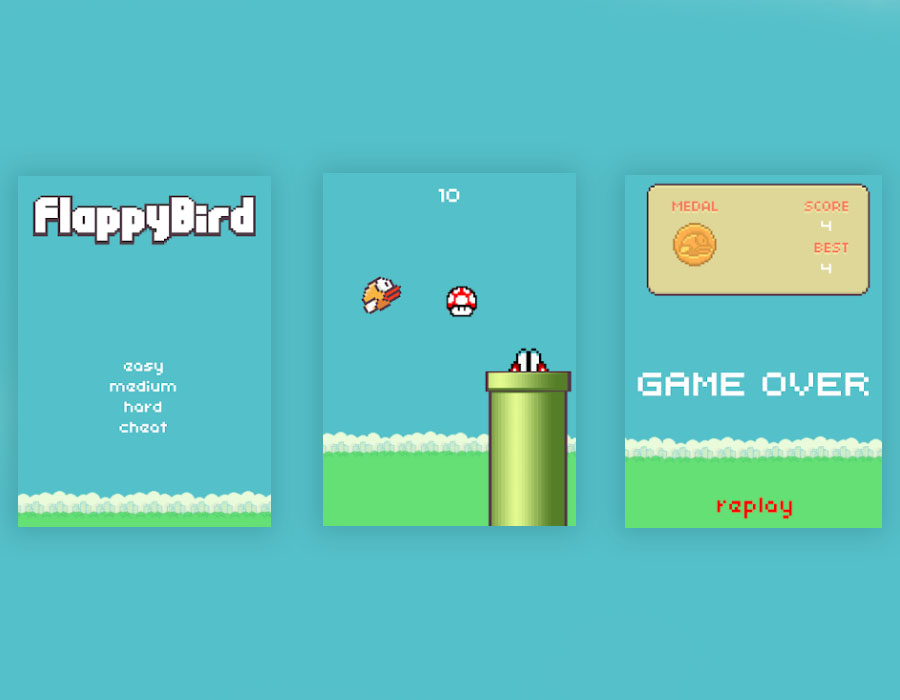 FlappyBird
easy
medium
hard
cheat
10
MEDAL
SCORE
4
BEST
4
GAME OVER
replay